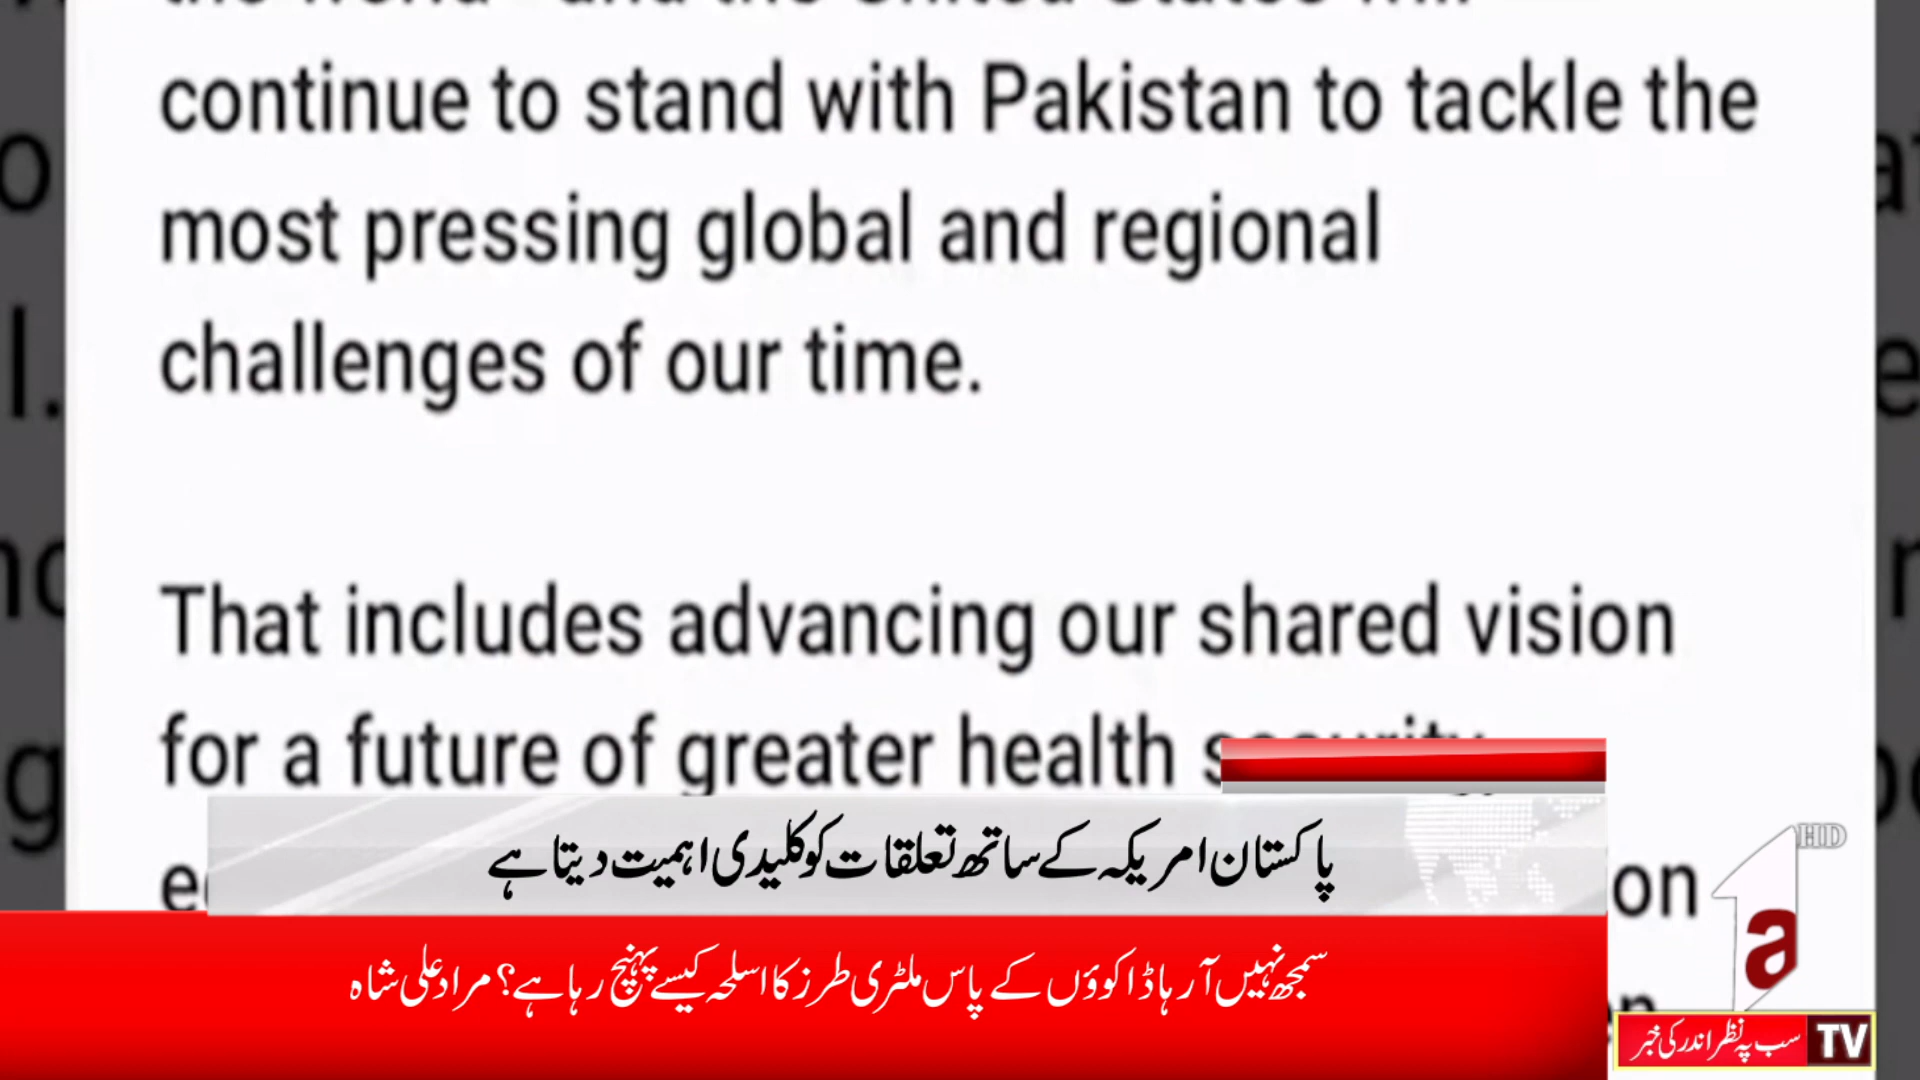 continue to stand with Pakistan to tackle the
most pressing global and regional
challenges of our time.
That includes advancing our shared vision
for a future of greater health
on
پاکستان امریکہ کے ساتھ تعلقات کو کلیدی اہمیت دیتا ہے
سمجھ نہیں آ رہا ڈاکوؤں کے پاس ملٹری طرز کا اسلحہ کیسے پہنچ رہا ہے؟ مراد علی شاہ
HD
a
سب پہ نظر اندر کی خبر TV